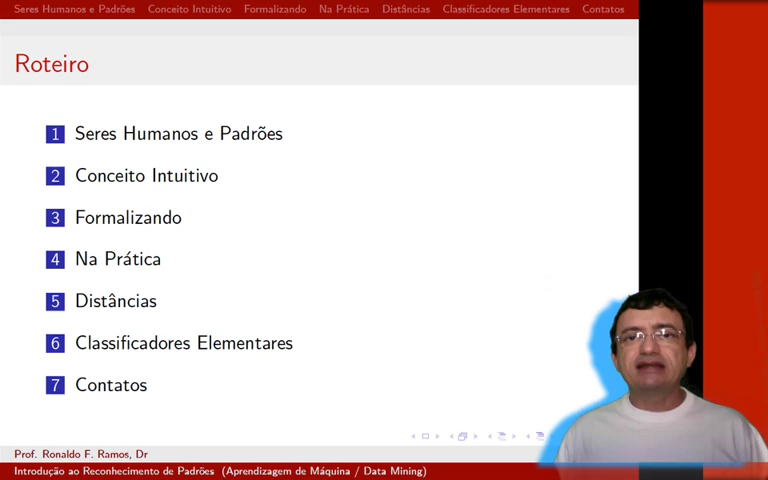 Seres Humanos e Padrões Conceito Intuitivo Formalizando Na Prática Distâncias Classificadores Elementares Contatos
Roteiro
1 Seres Humanos e Padrões
2 Conceito Intuitivo
3 Formalizando
4 Na Prática
5 Distâncias
6 Classificadores Elementares
7 Contatos
Prof. Ronaldo F. Ramos, Dr
Introdução ao Reconhecimento de Padrões (Aprendizagem de Máquina / Data Mining)